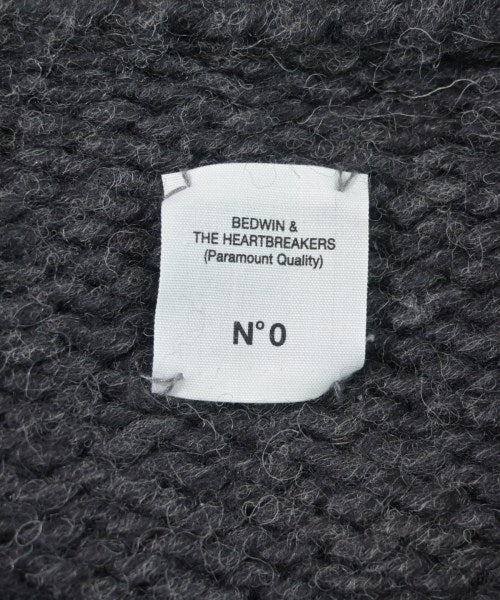 BEDWIN &
THE HEARTBREAKERS
(Paramount Quality)
N°0